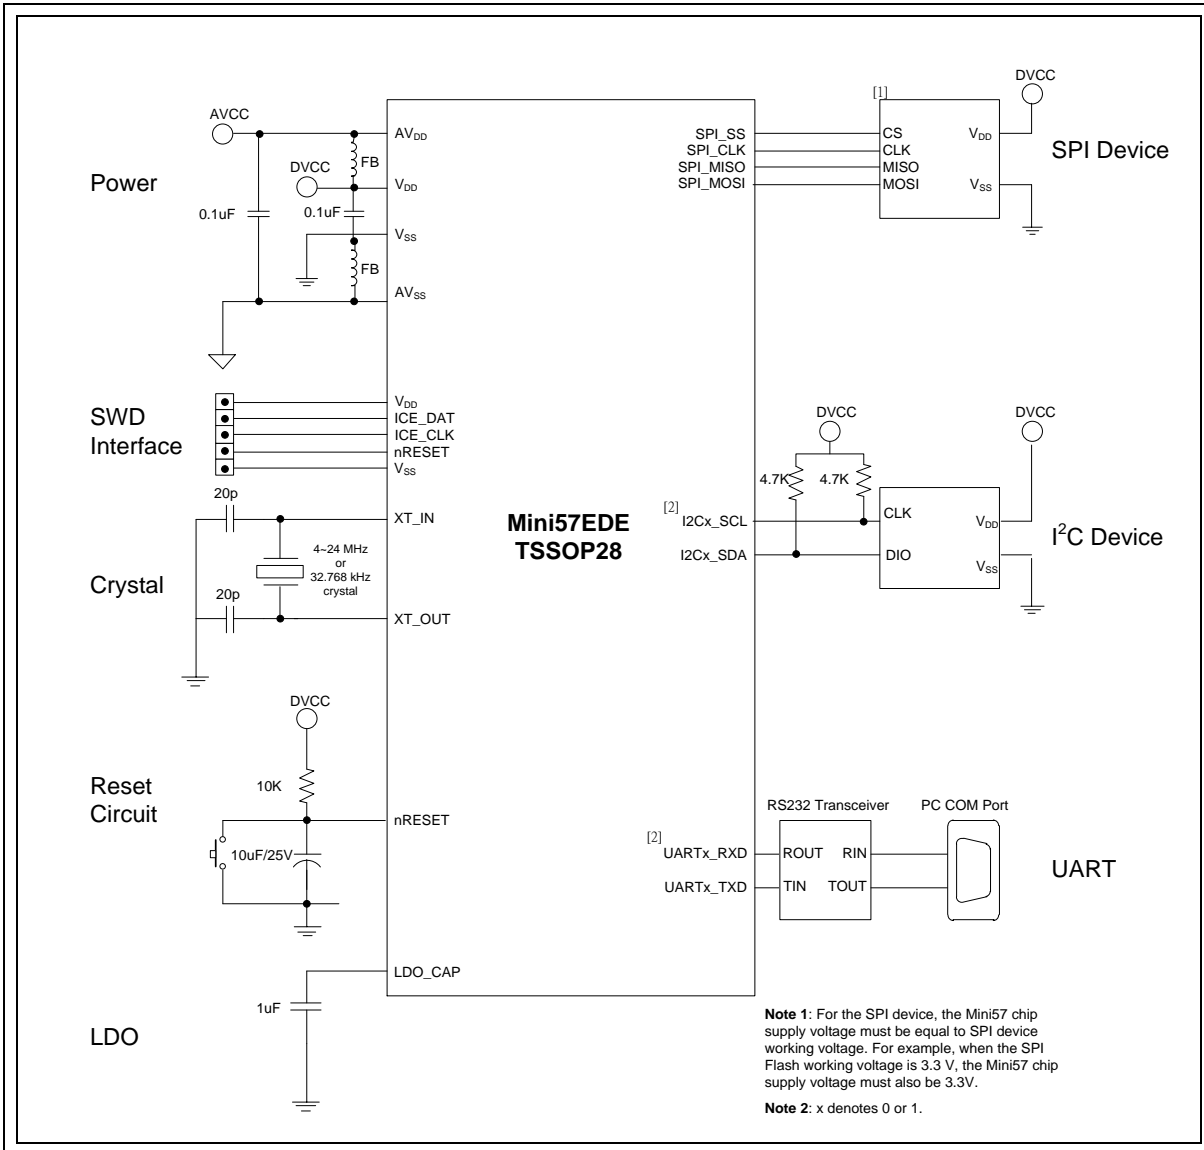 Power
AVCC
DVCC
0.1uF
0.1uF
FB
FB
AVDD
VDD
VSS
AVSS
SWD
Interface
VDD
ICE_DAT
ICE_CLK
nRESET
VSS
Crystal
20p
20p
4~24 MHz
or
32.768 kHz
crystal
XT_IN
XT_OUT
Reset
Circuit
DVCC
10K
10uF/25V
nRESET
LDO
1uF
LDO_CAP
Mini57EDE
TSSOP28
SPI_SS
SPI_CLK
SPI_MISO
SPI_MOSI
[1]
CS
CLK
MISO
MOSI
VDD
VSS
DVCC
SPI Device
[2]
I2Cx_SCL
I2Cx_SDA
DVCC
4.7K
4.7K
CLK
DIO
VDD
VSS
DVCC
I2C Device
[2]
UARTx_RXD
UARTx_TXD
RS232 Transceiver
ROUT RIN
TIN TOUT
PC COM Port
UART
Note 1: For the SPI device, the Mini57 chip
supply voltage must be equal to SPI device
working voltage. For example, when the SPI
Flash working voltage is 3.3 V, the Mini57 chip
supply voltage must also be 3.3V.
Note 2: x denotes 0 or 1.